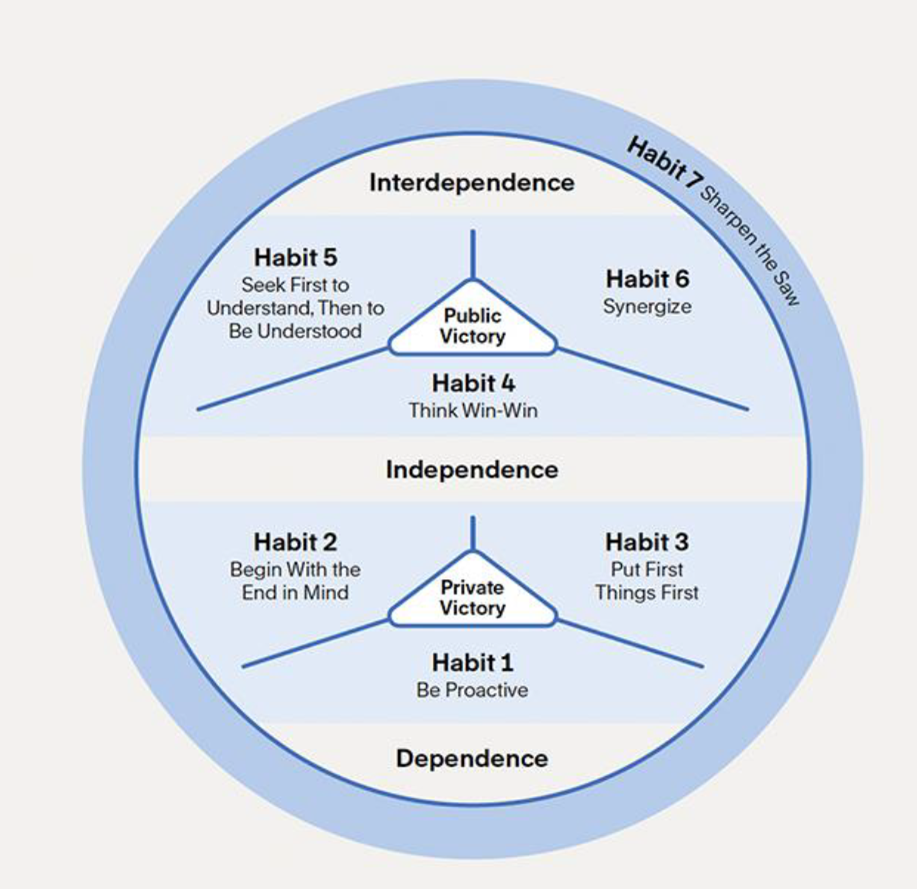 Habit 7 Sharpen the Saw
Interdependence
Habit 5
Seek First to
Understand, Then to
Be Understood
Habit 6
Synergize
Public
Victory
Habit 4
Think Win-Win
Independence
Habit 2
Begin With the
End in Mind
Habit 3
Put First
Things First
Private
Victory
Habit 1
Be Proactive
Dependence